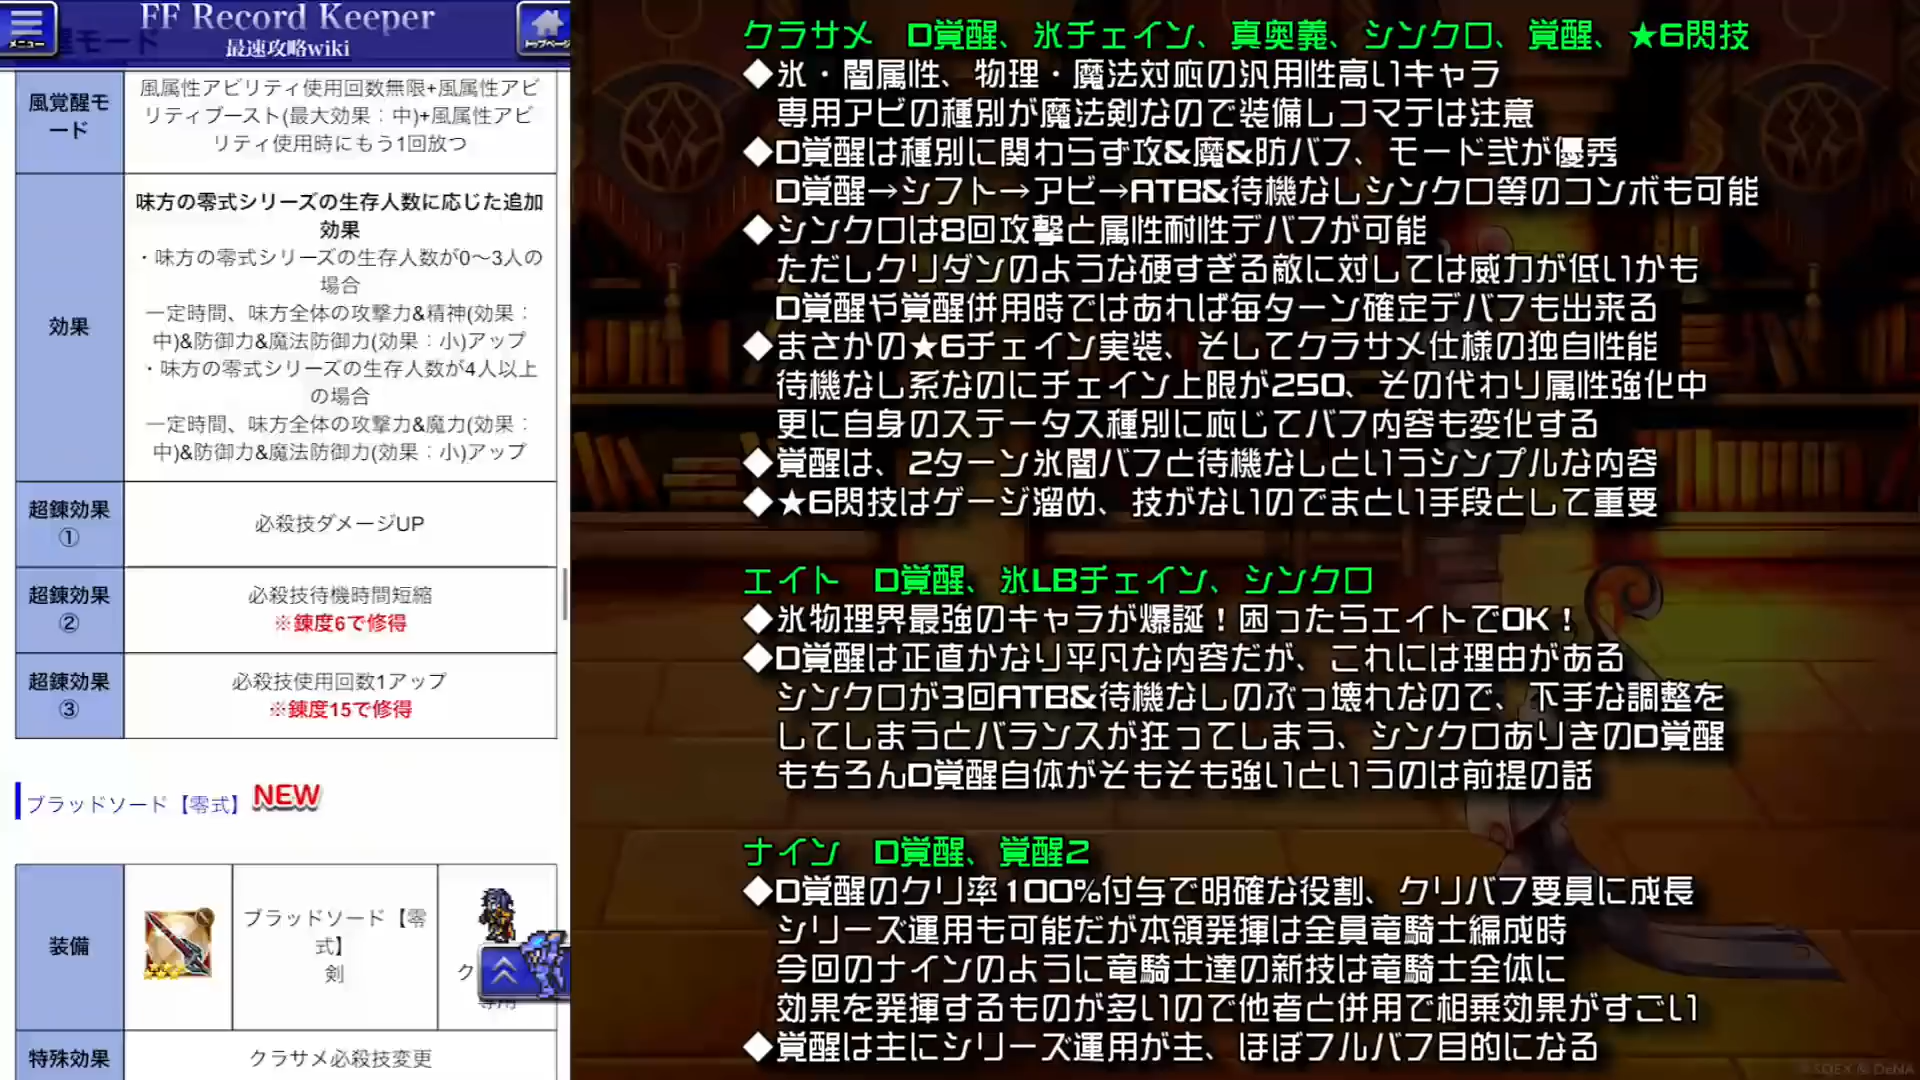 FF Record Keeper
最速攻略wiki
メニュー
トップページ
醒モード
風覚醒モ
ード
風属性アビリティ使用回数無限+風属性アビ
リティブースト(最大効果：中)+風属性アビ
リティ使用時にもう1回放つ
効果
味方の零式シリーズの生存人数に応じた追加
効果
・味方の零式シリーズの生存人数が0～3人の
場合
一定時間、味方全体の攻撃力&精神(効果：
中)&防御力&魔法防御力(効果：小)アップ
・味方の零式シリーズの生存人数が4人以上
の場合
一定時間、味方全体の攻撃力&魔力(効果：
中)&防御力&魔法防御力(効果：小)アップ
超錬効果
①
必殺技ダメージUP
超錬効果
②
必殺技待機時間短縮
※錬度6で修得
超錬効果
③
必殺技使用回数1アップ
※錬度15で修得
ブラッドソード【零式】 NEW
装備
ブラッドソード【零
式】
剣
ク
専用
特殊効果
クラサメ必殺技変更
クラサメ　D覚醒、氷チェイン、真奥義、シンクロ、覚醒、★6閃技
◆氷・闇属性、物理・魔法対応の汎用性高いキャラ
専用アビの種別が魔法剣なので装備しコマテは注意
◆D覚醒は種別に関わらず攻&魔&防バフ、モード弐が優秀
D覚醒→シフト→アビ→ATB&待機なしシンクロ等のコンボも可能
◆シンクロは8回攻撃と属性耐性デバフが可能
ただしクリダンのような硬すぎる敵に対しては威力が低いかも
D覚醒や覚醒併用時ではあれば毎ターン確定デバフも出来る
◆まさかの★6チェイン実装、そしてクラサメ仕様の独自性能
待機なし系なのにチェイン上限が250、その代わり属性強化中
更に自身のステータス種別に応じてバフ内容も変化する
◆覚醒は、2ターン氷闇バフと待機なしというシンプルな内容
◆★6閃技はゲージ溜め、技がないのでまとい手段として重要
エイト　D覚醒、氷LBチェイン、シンクロ
◆氷物理界最強のキャラが爆誕！困ったらエイトでOK！
◆D覚醒は正直かなり平凡な内容だが、これには理由がある
シンクロが3回ATB&待機なしのぶっ壊れなので、下手な調整を
してしまうとバランスが狂ってしまう、シンクロありきのD覚醒
もちろんD覚醒自体がそもそも強いというのは前提の話
ナイン　D覚醒、覚醒2
◆D覚醒のクリ率100%付与で明確な役割、クリバフ要員に成長
シリーズ運用も可能だが本領発揮は全員竜騎士編成時
今回のナインのように竜騎士達の新技は竜騎士全体に
効果を発揮するものが多いので他者と併用で相乗効果がすごい
◆覚醒は主にシリーズ運用が主、ほぼフルバフ目的になる